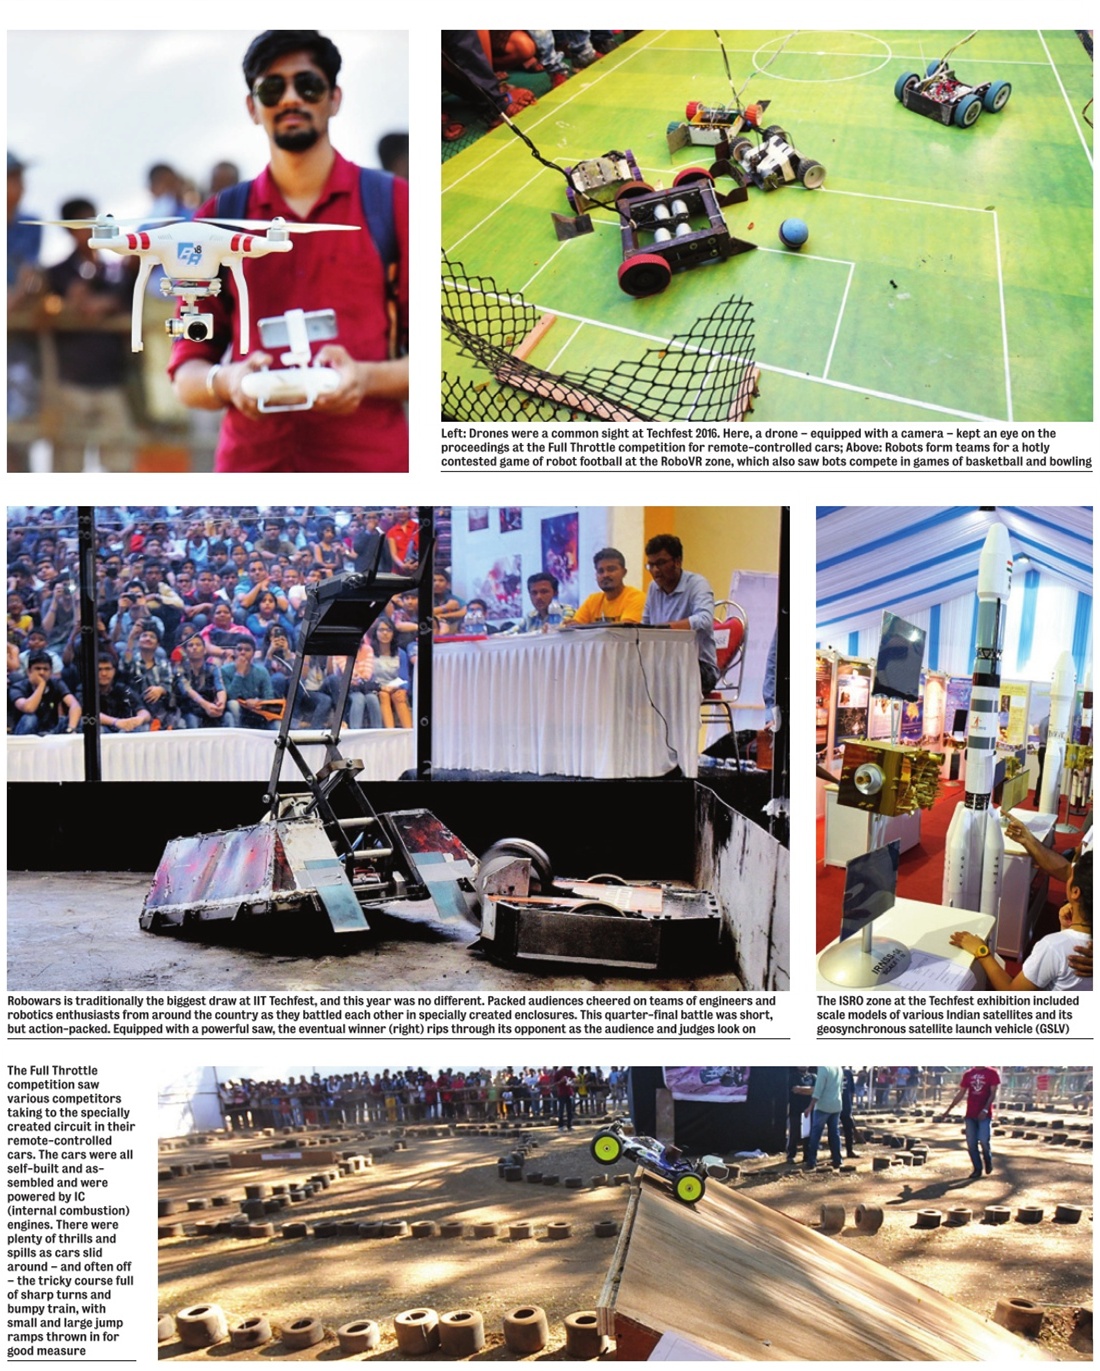 Left: Drones were a common sight at Techfest 2016. Here, a drone – equipped with a camera – kept an eye on the
proceedings at the Full Throttle competition for remote-controlled cars; Above: Robots form teams for a hotly
contested game of robot football at the RoboVR zone, which also saw bots compete in games of basketball and bowling
IRNSS-1A
Robowars is traditionally the biggest draw at IIT Techfest, and this year was no different. Packed audiences cheered on teams of engineers and
robotics enthusiasts from around the country as they battled each other in specially created enclosures. This quarter-final battle was short,
but action-packed. Equipped with a powerful saw, the eventual winner (right) rips through its opponent as the audience and judges look on
The ISRO zone at the Techfest exhibition included
scale models of various Indian satellites and its
geosynchronous satellite launch vehicle (GSLV)
The Full Throttle
competition saw
various competitors
taking to the specially
created circuit in their
remote-controlled
cars. The cars were all
self-built and as-
sembled and were
powered by IC
(internal combustion)
engines. There were
plenty of thrills and
spills as cars slid
around – and often off
– the tricky course full
of sharp turns and
bumpy train, with
small and large jump
ramps thrown in for
good measure